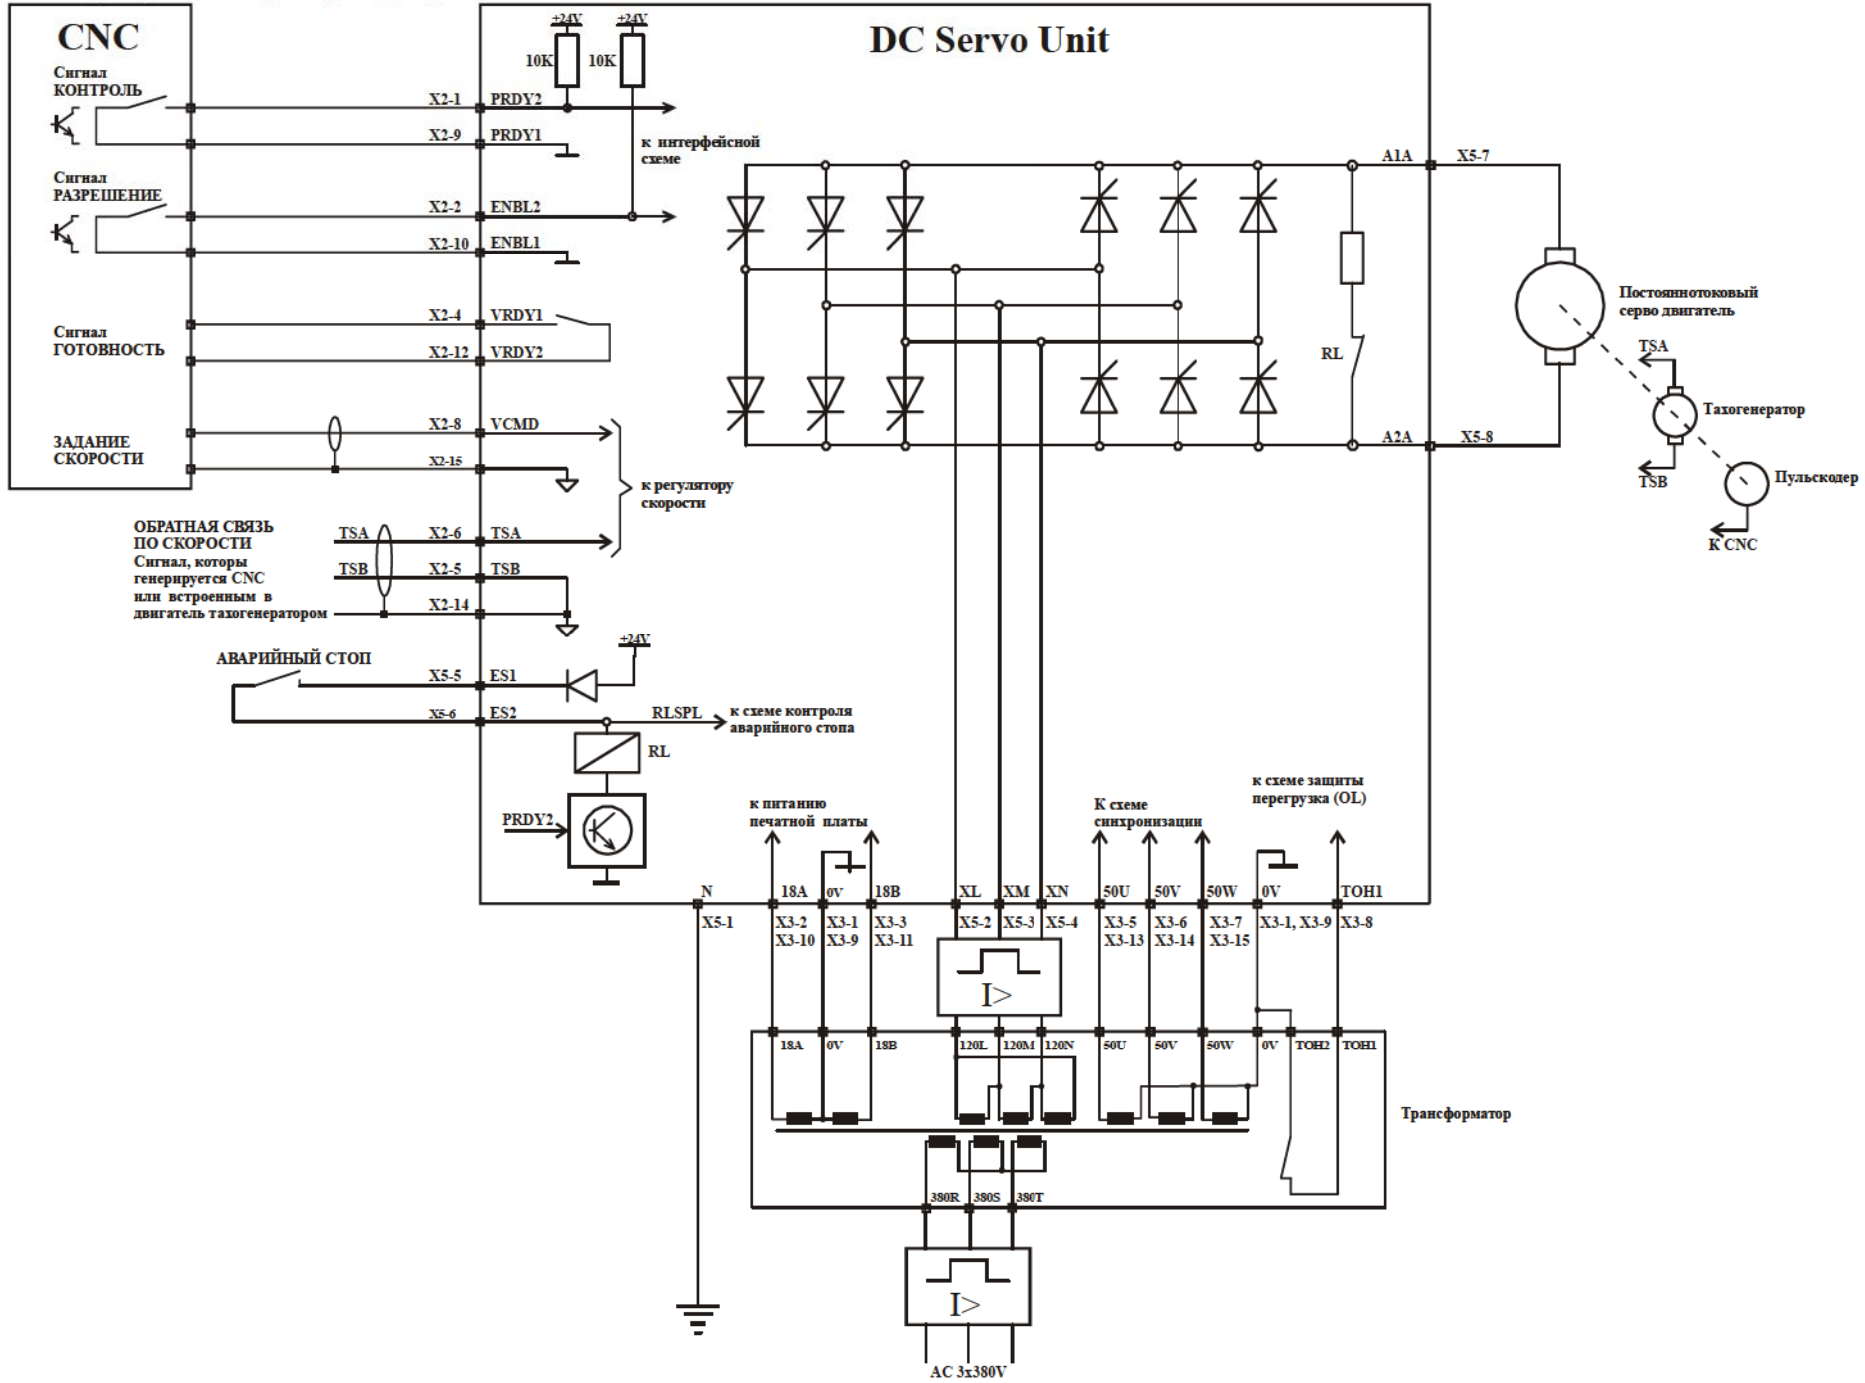 CNC
DC Servo Unit
Сигнал
КОНТРОЛЬ
Сигнал
РАЗРЕШЕНИЕ
Сигнал
ГОТОВНОСТЬ
ЗАДАНИЕ
СКОРОСТИ
+24V
+24V
10K
10K
X2-1
PRDY2
X2-9
PRDY1
к интерфейсной
схеме
X2-2
ENBL2
X2-10
ENBL1
X2-4
VRDY1
X2-12
VRDY2
X2-8
VCMD
X2-15
к регулятору
скорости
ОБРАТНАЯ СВЯЗЬ
ПО СКОРОСТИ
Сигнал, которы
генерируется CNC
или встроенным в
двигатель тахогенератором
TSA
X2-6
TSA
TSB
X2-5
TSB
X2-14
АВАРИЙНЫЙ СТОП
+24V
X5-5
ES1
X5-6
ES2
RLSPL
к схеме контроля
аварийного стопа
RL
PRDY2
A1A
X5-7
RL
A2A
X5-8
Постояннотоковый
серво двигатель
TSA
Тахогенератор
TSB
Пульскодер
К CNC
к питанию
печатной платы
К схеме
синхронизации
к схеме защиты
перегрузка (OL)
N
18A
0V
18B
XL
XM
XN
50U
50V
50W
0V
TOH1
X5-1
X3-2
X3-10
X3-1
X3-9
X3-3
X3-11
X5-2
X5-3
X5-4
X3-5
X3-13
X3-6
X3-14
X3-7
X3-15
X3-1, X3-9
X3-8
I>
18A
0V
18B
120L
120M
120N
50U
50V
50W
0V
TOH2
TOH1
Трансформатор
380R
380S
380T
I>
AC 3x380V